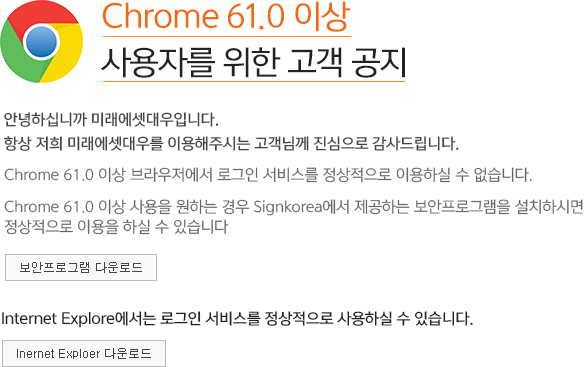 Chrome 61.0 이상
사용자를 위한 고객 공지
안녕하십니까 미래에셋대우입니다.
항상 저희 미래에셋대우를 이용해주시는 고객님께 진심으로 감사드립니다.
Chrome 61.0 이상 브라우저에서 로그인 서비스를 정상적으로 이용하실 수 없습니다.
Chrome 61.0 이상 사용을 원하는 경우 Signkorea에서 제공하는 보안프로그램을 설치하시면
정상적으로 이용을 하실 수 있습니다
보안프로그램 다운로드
Internet Explore에서는 로그인 서비스를 정상적으로 사용하실 수 있습니다.
Inernet Exploer 다운로드